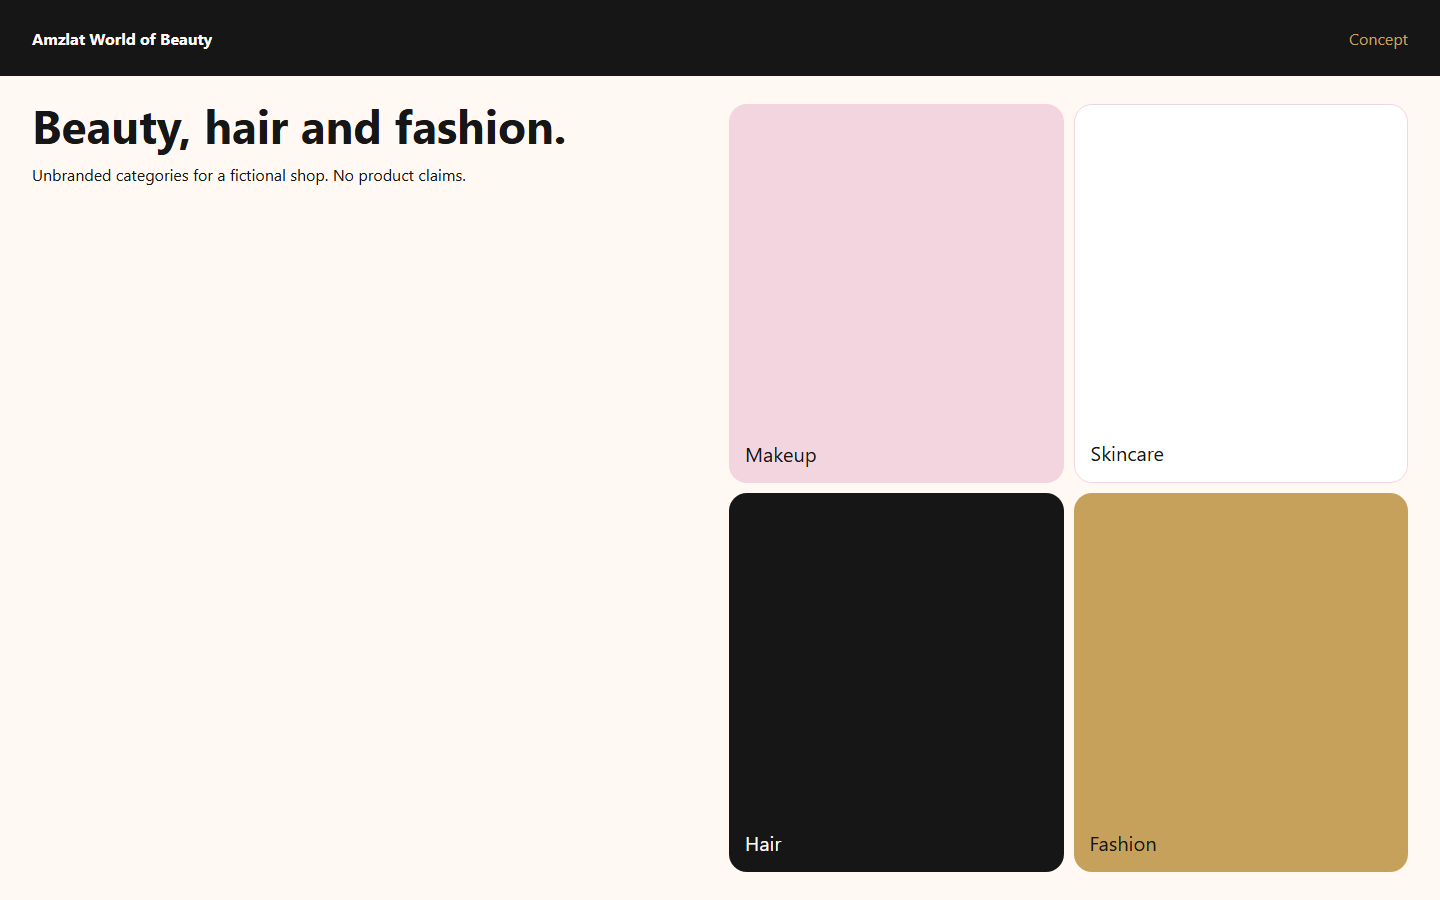 Amzlat World of Beauty
Concept
Beauty, hair and fashion.
Unbranded categories for a fictional shop. No product claims.
Makeup
Skincare
Hair
Fashion